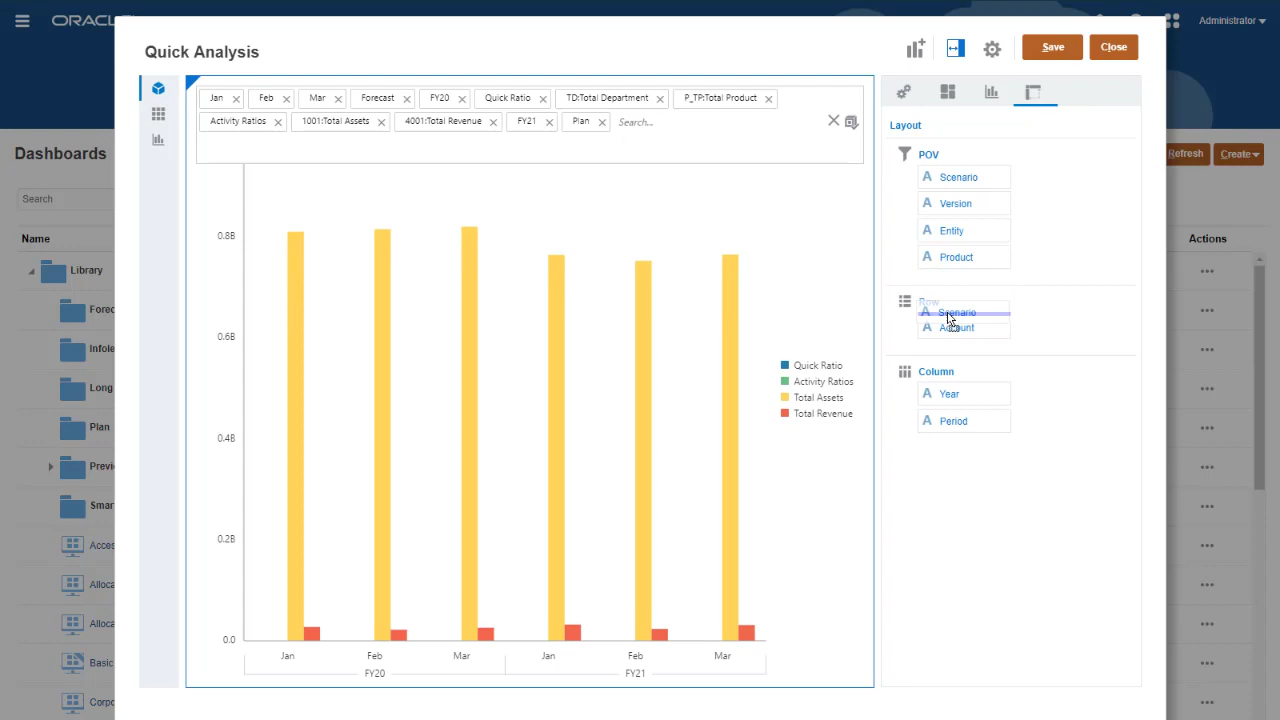 ORACL
Administrator
Quick Analysis
Save
Close
Dashboards
Refresh
Create
Search
Name
Actions
Library
Forec
Infolet
Long
Plan
Previ
Smar
Acces
Alloca
Alloca
Basic
Corpo
Jan
Feb
Mar
Forecast
FY20
Quick Ratio
TD:Total Department
P_TP:Total Product
Activity Ratios
1001:Total Assets
4001:Total Revenue
FY21
Plan
Search...
0.8B
0.6B
0.4B
0.2B
0.0
Jan
Feb
Mar
Jan
Feb
Mar
FY20
FY21
Quick Ratio
Activity Ratios
Total Assets
Total Revenue
Layout
POV
A Scenario
A Version
A Entity
A Product
Row
A Scenario
A Account
Column
A Year
A Period